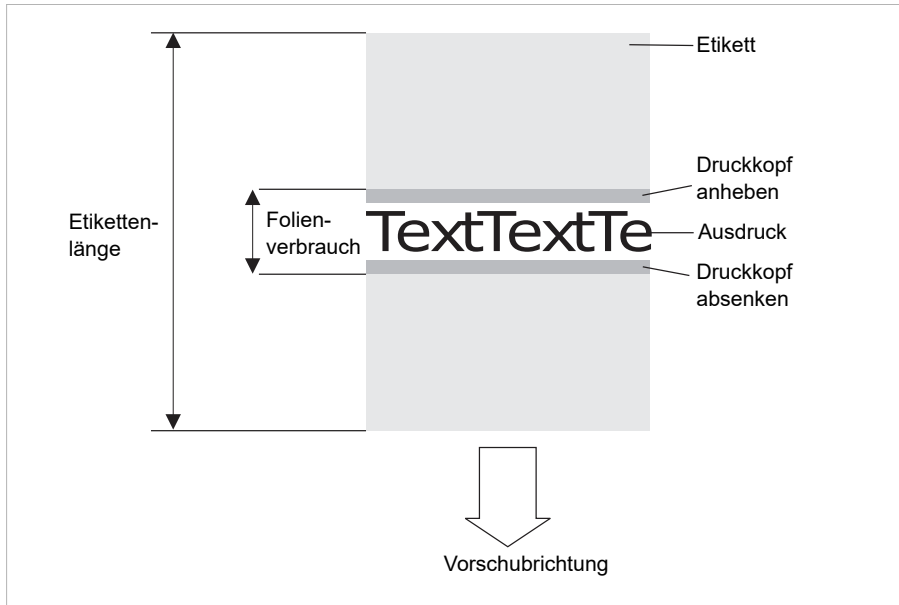 Etikett
Druckkopf
anheben
Etiketten-
länge
Folien-
verbrauch
TextTextTe
Ausdruck
Druckkopf
absenken
Vorschubrichtung